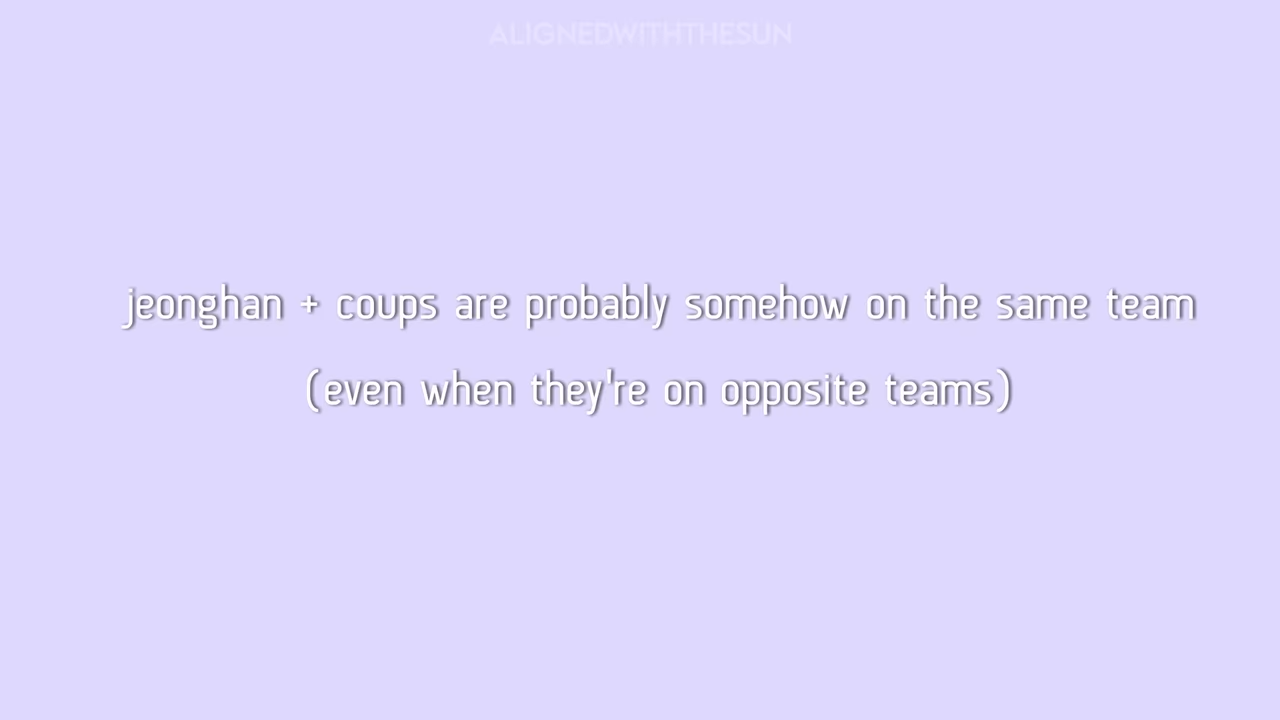 ALIGNEDWITHTHESUN
jeonghan + coups are probably somehow on the same team
(even when they're on opposite teams)